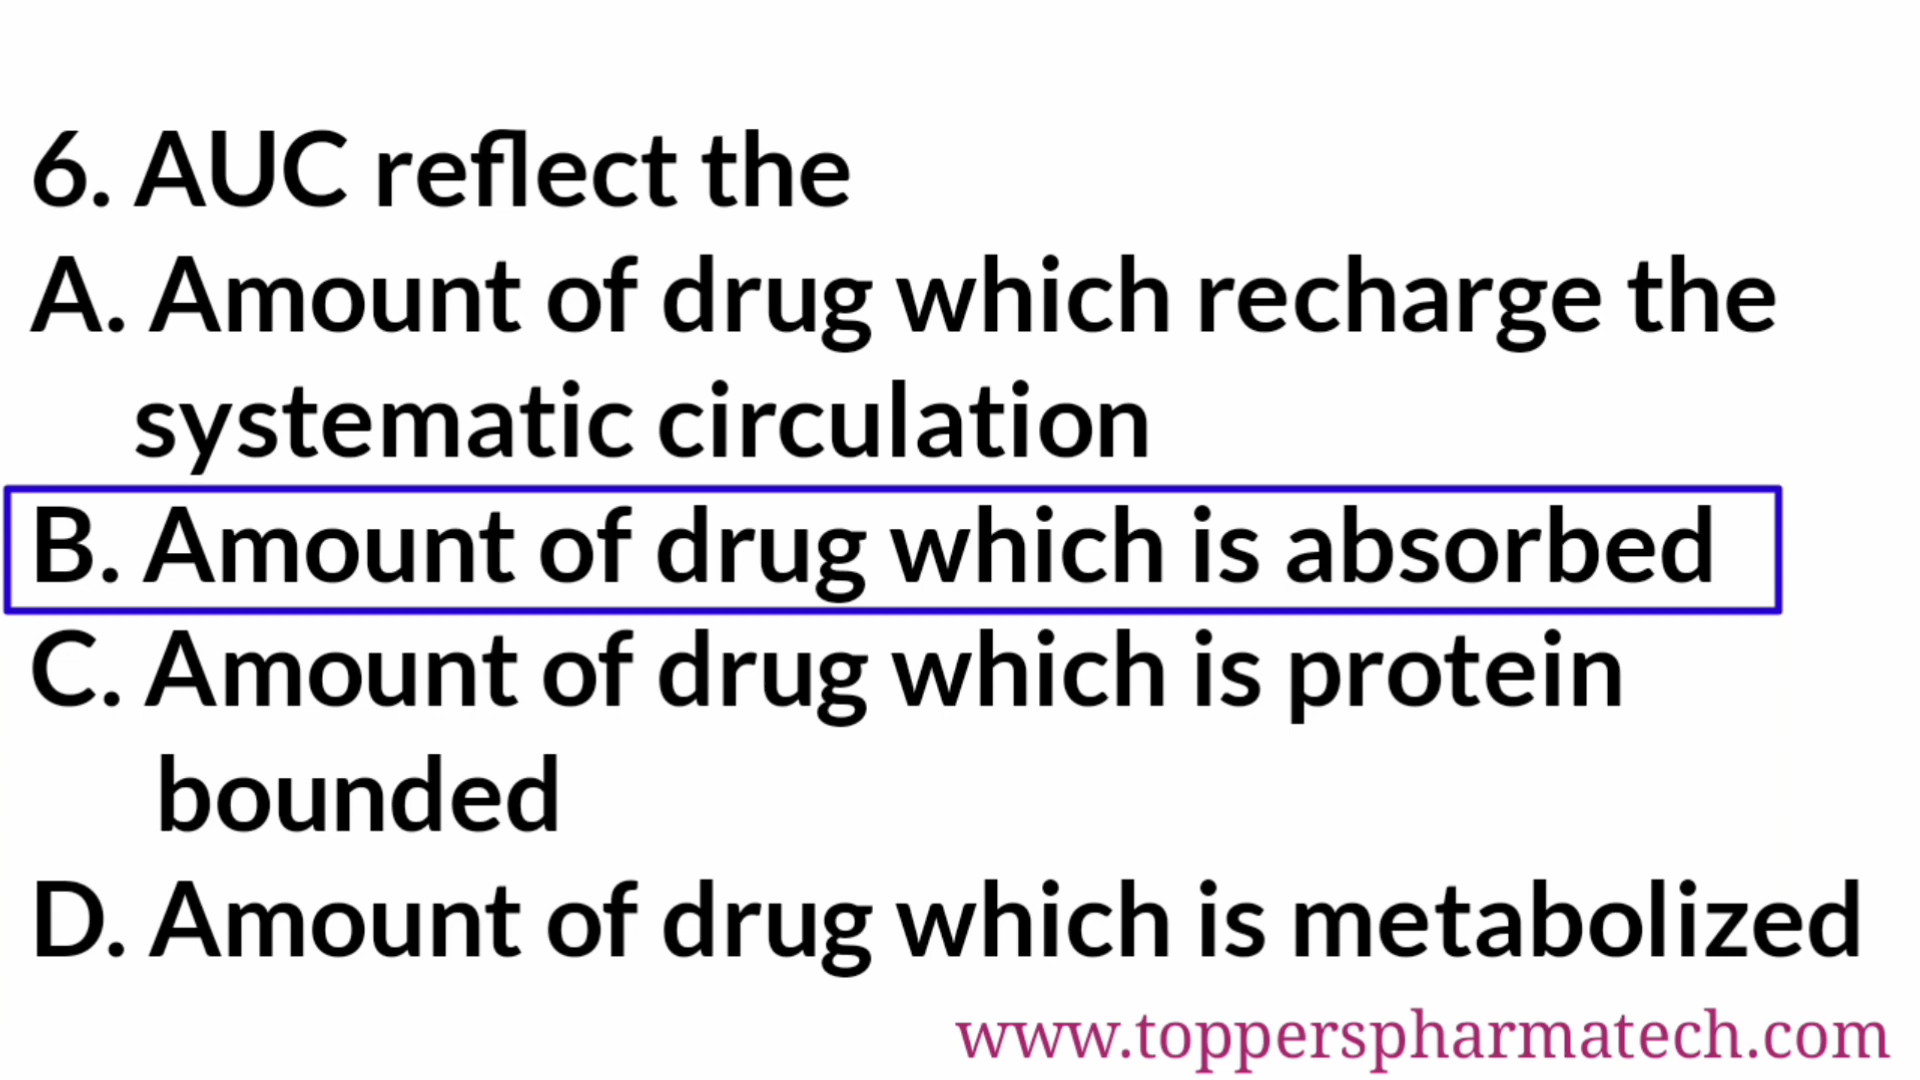 6. AUC reflect the
A. Amount of drug which recharge the
systematic circulation
B. Amount of drug which is absorbed
C. Amount of drug which is protein
bounded
D. Amount of drug which is metabolized
www.topperspharmatech.com